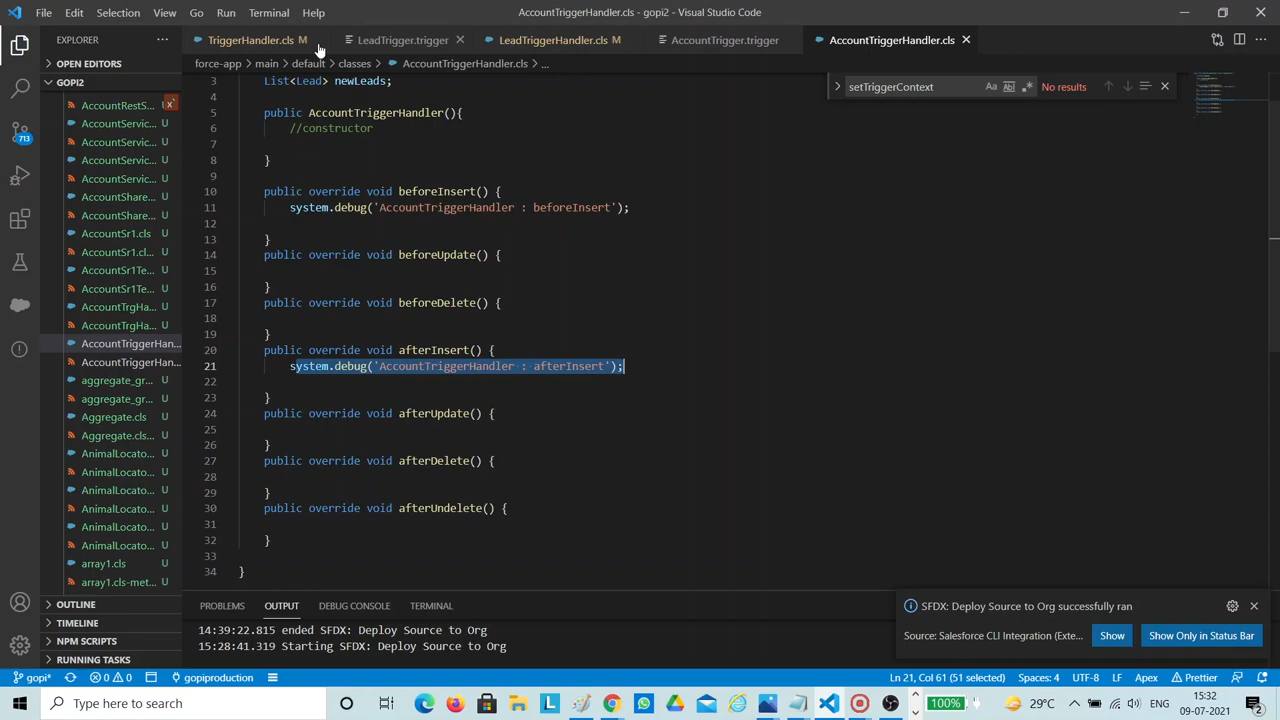 File Edit Selection View Go Run Terminal Help
AccountTriggerHandler.cls - gopi2 - Visual Studio Code
EXPLORER
TriggerHandler.cls M
LeadTrigger.trigger
LeadTriggerHandler.cls M
AccountTrigger.trigger
AccountTriggerHandler.cls
OPEN EDITORS
force-app > main > default > classes > AccountTriggerHandler.cls > ...
GOPI2
setTriggerContext
No results
AccountRestS...
AccountServic... U
AccountServic... U
AccountServic... U
AccountServic... U
AccountShare... U
AccountShare... U
AccountSr1.cls U
AccountSr1.cl... U
AccountSr1Te... U
AccountSr1Te... U
AccountTrgHa... U
AccountTrgHa... U
AccountTriggerHan...
AccountTriggerHan...
aggregate_gr... U
aggregate_gr... U
Aggregate.cls U
Aggregate.cls... U
AnimalLocato... U
AnimalLocato... U
AnimalLocato... U
AnimalLocato... U
AnimalLocato... U
AnimalLocato... U
array1.cls U
array1.cls-met... U
713
3 List<Lead> newLeads;
4
5 public AccountTriggerHandler(){
6 //constructor
7
8 }
9
10 public override void beforeInsert() {
11 system.debug('AccountTriggerHandler : beforeInsert');
12
13 }
14 public override void beforeUpdate() {
15
16 }
17 public override void beforeDelete() {
18
19 }
20 public override void afterInsert() {
21 system.debug('AccountTriggerHandler : afterInsert');
22
23 }
24 public override void afterUpdate() {
25
26 }
27 public override void afterDelete() {
28
29 }
30 public override void afterUndelete() {
31
32 }
33
34 }
OUTLINE
TIMELINE
NPM SCRIPTS
RUNNING TASKS
PROBLEMS OUTPUT DEBUG CONSOLE TERMINAL
14:39:22.815 ended SFDX: Deploy Source to Org
15:28:41.319 Starting SFDX: Deploy Source to Org
SFDX: Deploy Source to Org successfully ran
Source: Salesforce CLI Integration (Exte...
Show
Show Only in Status Bar
gopi*
0 0
gopiproduction
Ln 21, Col 61 (51 selected) Spaces: 4 UTF-8 LF Apex Prettier
Type here to search
100%
29°C
ENG
15:32
09-07-2021
2